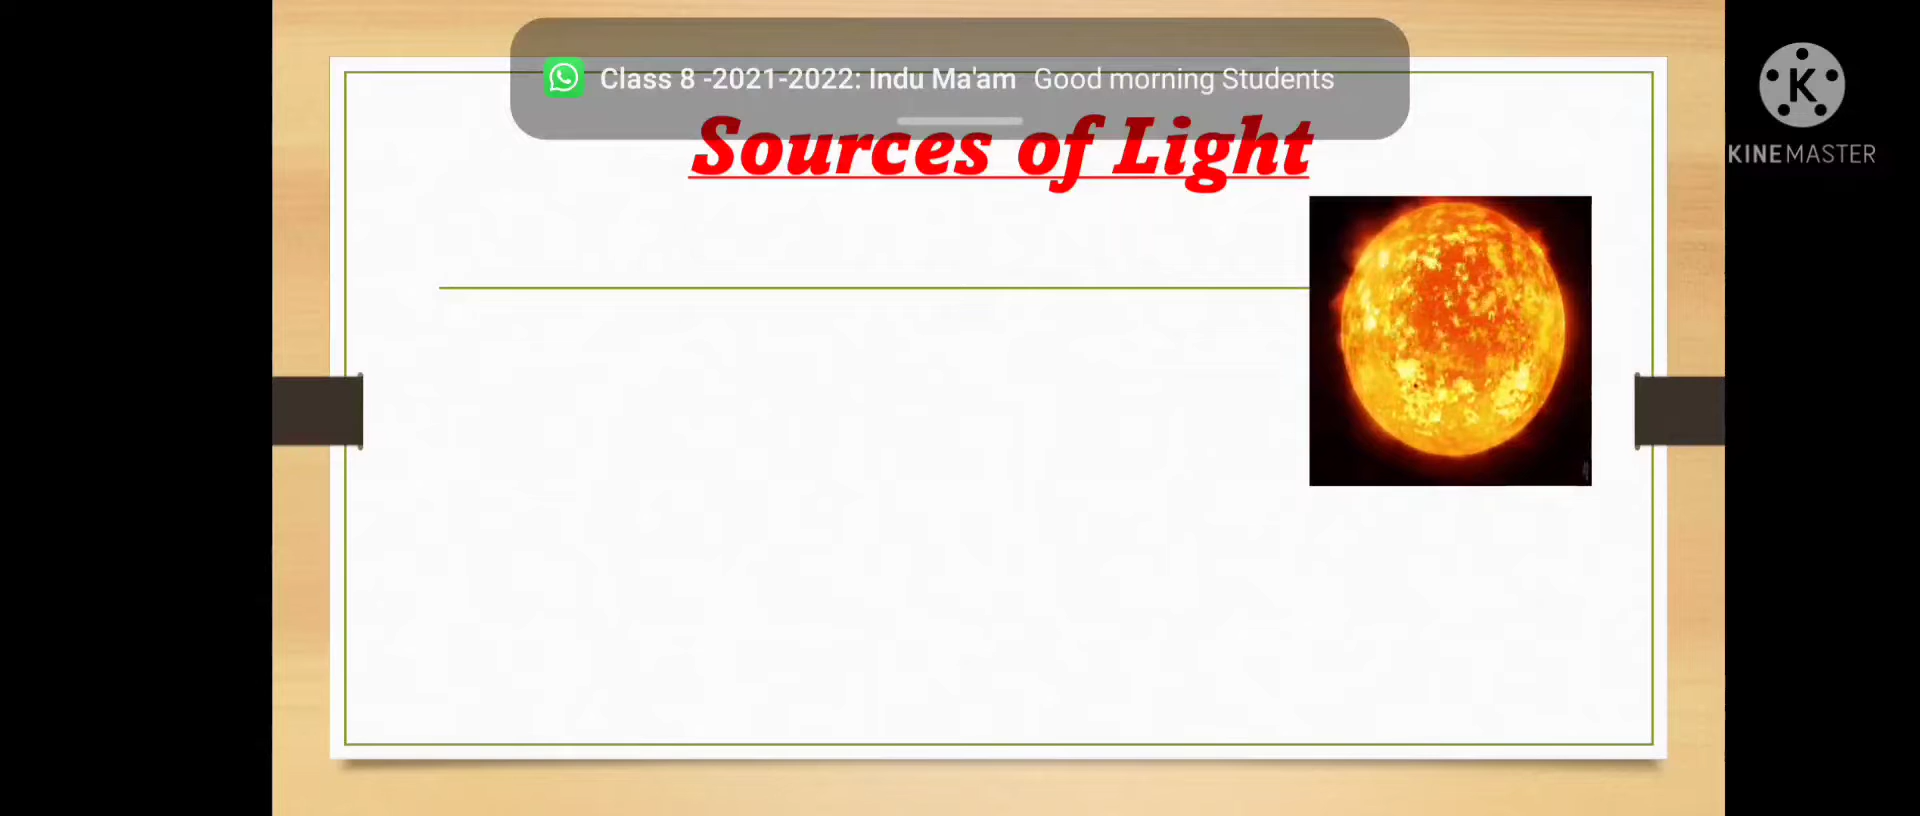 Class 8 -2021-2022: Indu Ma'am Good morning Students
Sources of Light
K
KINEMASTER